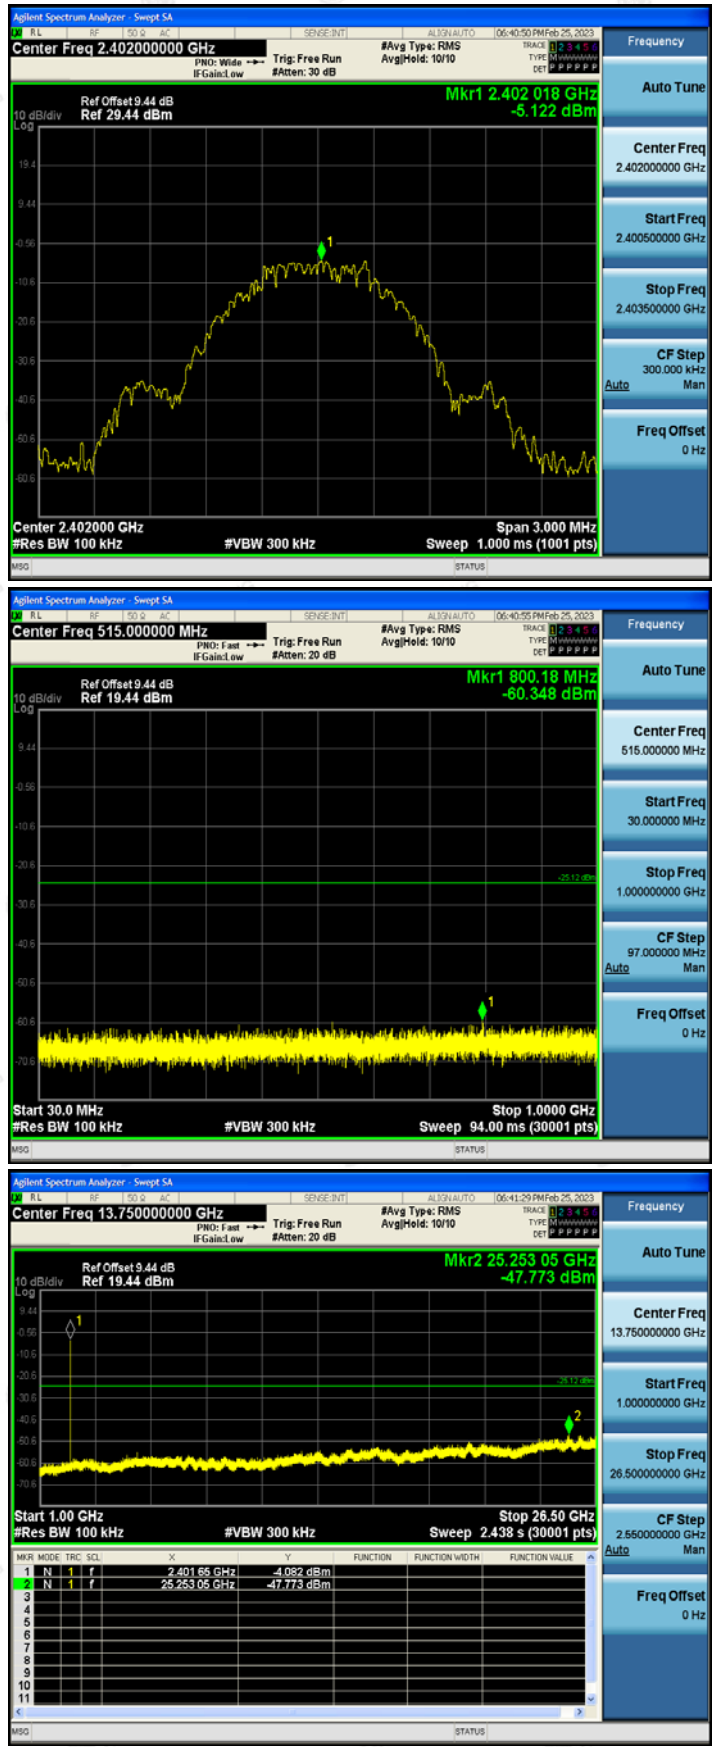 Agilent Spectrum Analyzer - Swept SA
RL RF 50 Ω AC SENSE:INT ALIGNAUTO 06:40:50 PM Feb 25, 2023
Center Freq 2.402000000 GHz
PNO: Wide
IFGain:Low
Trig: Free Run
#Atten: 30 dB
#Avg Type: RMS
Avg|Hold: 10/10
TRACE 1 2 3 4 5 6
TYPE M
DET P P P P P P
Frequency
Ref Offset 9.44 dB
10 dB/div Ref 29.44 dBm
Log
Mkr1 2.402 018 GHz
-5.122 dBm
19.4
9.44
-0.56
-10.6
-20.6
-30.6
-40.6
-50.6
-60.6
1
Center 2.402000 GHz
#Res BW 100 kHz
#VBW 300 kHz
Span 3.000 MHz
Sweep 1.000 ms (1001 pts)
MSG STATUS
Auto Tune
Center Freq
2.402000000 GHz
Start Freq
2.400500000 GHz
Stop Freq
2.403500000 GHz
CF Step
300.000 kHz
Auto Man
Freq Offset
0 Hz
Agilent Spectrum Analyzer - Swept SA
RL RF 50 Ω AC SENSE:INT ALIGNAUTO 06:40:55 PM Feb 25, 2023
Center Freq 515.000000 MHz
PNO: Fast
IFGain:Low
Trig: Free Run
#Atten: 20 dB
#Avg Type: RMS
Avg|Hold: 10/10
TRACE 1 2 3 4 5 6
TYPE M
DET P P P P P P
Frequency
Ref Offset 9.44 dB
10 dB/div Ref 19.44 dBm
Log
Mkr1 800.18 MHz
-60.348 dBm
9.44
-0.56
-10.6
-20.6
-30.6
-40.6
-50.6
-60.6
-70.6
-25.12 dBm
1
Start 30.0 MHz
#Res BW 100 kHz
#VBW 300 kHz
Stop 1.0000 GHz
Sweep 94.00 ms (30001 pts)
MSG STATUS
Auto Tune
Center Freq
515.000000 MHz
Start Freq
30.000000 MHz
Stop Freq
1.000000000 GHz
CF Step
97.000000 MHz
Auto Man
Freq Offset
0 Hz
Agilent Spectrum Analyzer - Swept SA
RL RF 50 Ω AC SENSE:INT ALIGNAUTO 06:41:29 PM Feb 25, 2023
Center Freq 13.750000000 GHz
PNO: Fast
IFGain:Low
Trig: Free Run
#Atten: 20 dB
#Avg Type: RMS
Avg|Hold: 10/10
TRACE 1 2 3 4 5 6
TYPE M
DET P P P P P P
Frequency
Ref Offset 9.44 dB
10 dB/div Ref 19.44 dBm
Log
Mkr2 25.253 05 GHz
-47.773 dBm
9.44
-0.56
-10.6
-20.6
-30.6
-40.6
-50.6
-60.6
-70.6
-25.12 dBm
1
2
Start 1.00 GHz
#Res BW 100 kHz
#VBW 300 kHz
Stop 26.50 GHz
Sweep 2.438 s (30001 pts)
MKR MODE TRC SCL X Y FUNCTION FUNCTION WIDTH FUNCTION VALUE
1 N 1 f 2.401 65 GHz -4.082 dBm
2 N 1 f 25.253 05 GHz -47.773 dBm
3
4
5
6
7
8
9
10
11
MSG STATUS
Auto Tune
Center Freq
13.750000000 GHz
Start Freq
1.000000000 GHz
Stop Freq
26.500000000 GHz
CF Step
2.550000000 GHz
Auto Man
Freq Offset
0 Hz